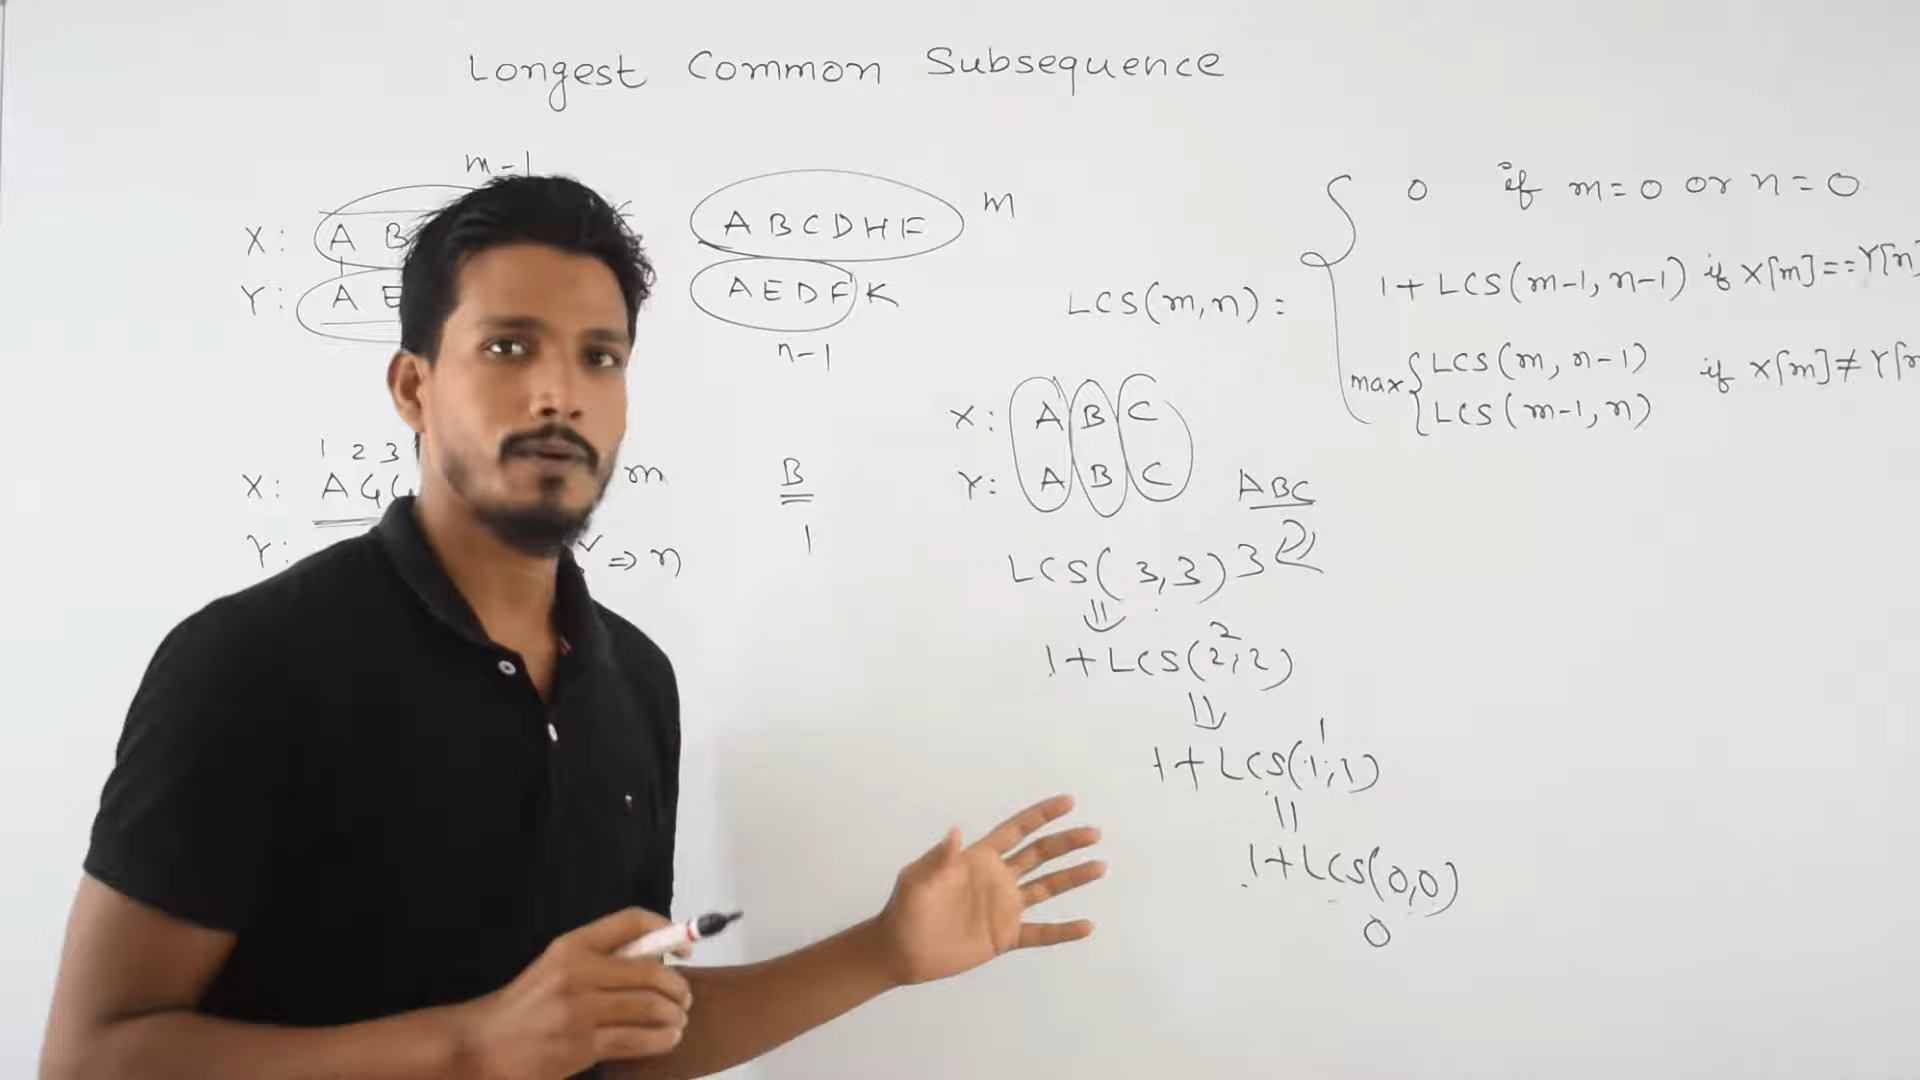 Longest Common Subsequence
m-1
X: A B
Y: A E
ABCDHF m
AEDFK
n-1
1 2 3
X: AGG m
Y: => n
B
1
LCS(m,n) =
0 if m=0 or n=0
1+LCS(m-1,n-1) if X[m]==Y[n]
max{LCS(m,n-1) if X[m]≠Y[n
LCS(m-1,n)
X: A B C
Y: A B C
ABC
LCS(3,3) 3
2
1+LCS(2,2)
1
1+LCS(1,1)
1+LCS(0,0)
0